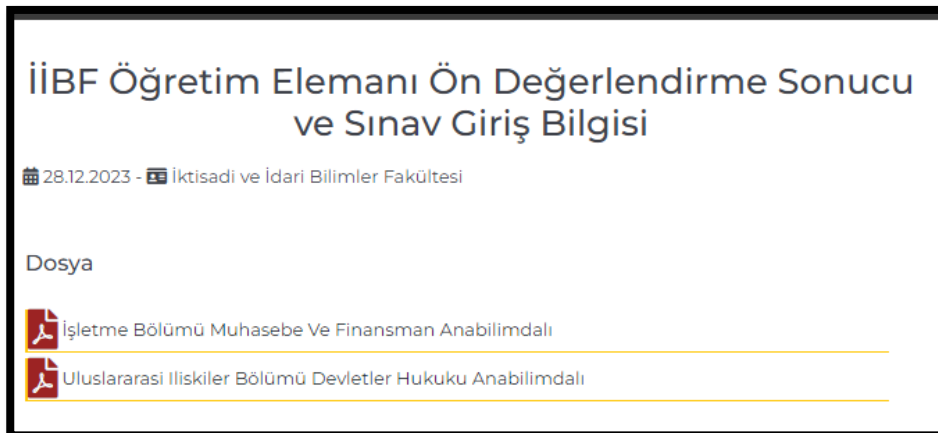 İİBF Öğretim Elemanı Ön Değerlendirme Sonucu
ve Sınav Giriş Bilgisi
28.12.2023 - İktisadi ve İdari Bilimler Fakültesi
Dosya
İşletme Bölümü Muhasebe Ve Finansman Anabilimdalı
Uluslararasi Iliskiler Bölümü Devletler Hukuku Anabilimdalı